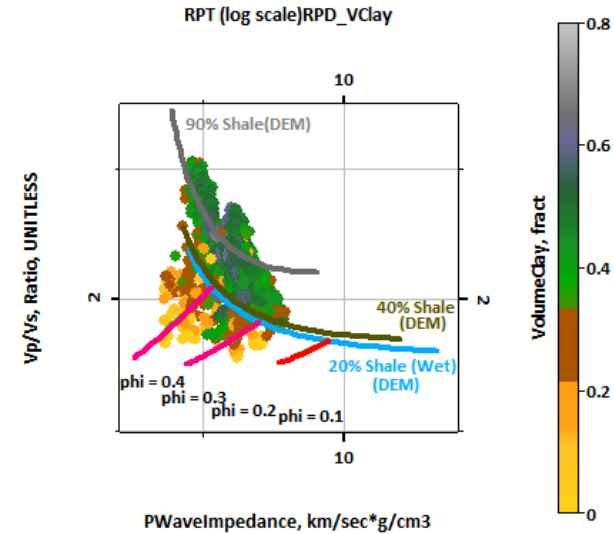 RPT (log scale)RPD_VClay
10
90% Shale(DEM)
2
2
40% Shale
(DEM)
20% Shale (Wet)
(DEM)
phi = 0.4
phi = 0.3
phi = 0.2
phi = 0.1
10
Vp/Vs, Ratio, UNITLESS
PWaveImpedance, km/sec*g/cm3
0.8
0.6
0.4
0.2
0
VolumeClay, fract